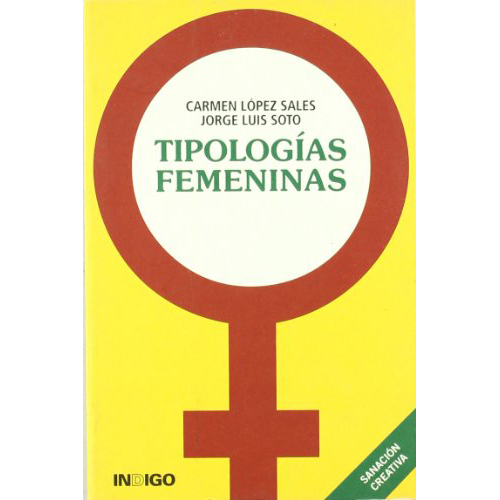 CARMEN LÓPEZ SALES
JORGE LUIS SOTO
TIPOLOGÍAS
FEMENINAS
SANACIÓN
CREATIVA
INDIGO